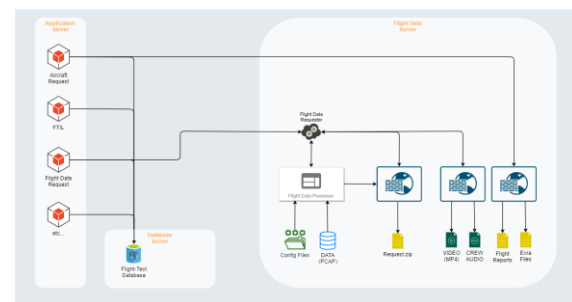 Application
Server
Flight Data
Server
Aircraft
Request
FTIL
Flight Data
Requester
Flight Data
Request
Flight Data Processor
etc...
Database
Server
Flight-Test
Database
Config Files
DATA
(PCAP)
Request.zip
VIDEO
(MP4)
CREW
AUDIO
Flight
Reports
Exra
Files